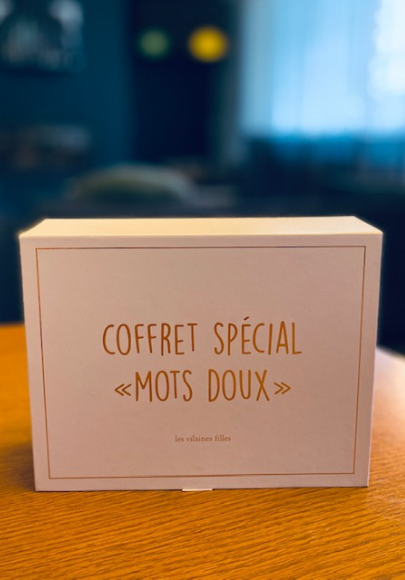 COFFRET SPÉCIAL
«MOTS DOUX»
les vilaines filles